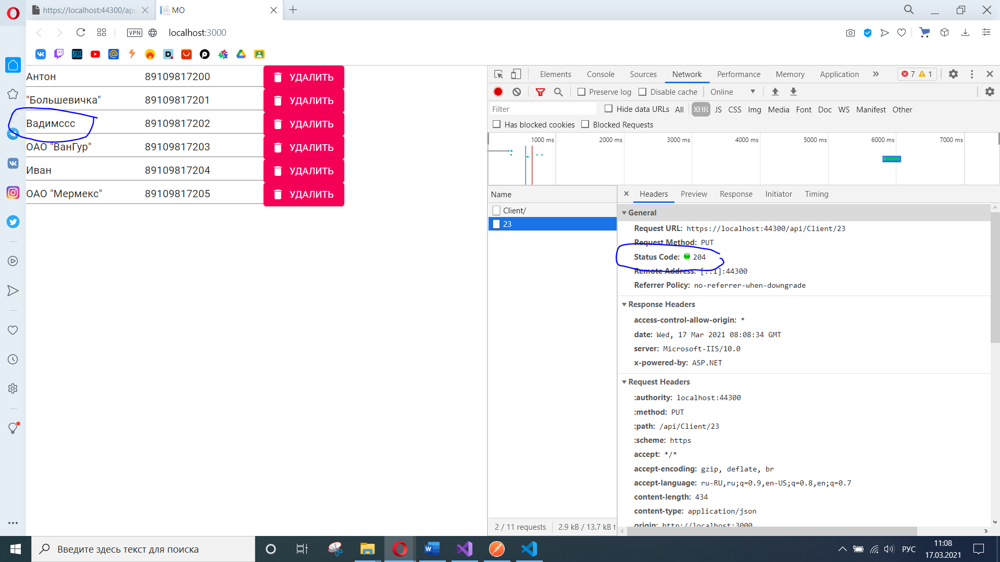 https://localhost:44300/api
МО
VPN
localhost:3000
Антон 89109817200 УДАЛИТЬ
"Большевичка" 89109817201 УДАЛИТЬ
Вадимссс 89109817202 УДАЛИТЬ
ОАО "ВанГур" 89109817203 УДАЛИТЬ
Иван 89109817204 УДАЛИТЬ
ОАО "Мермекс" 89109817205 УДАЛИТЬ
Elements Console Sources Network Performance Memory Application » 7 1
Preserve log Disable cache Online
Filter Hide data URLs All XHR JS CSS Img Media Font Doc WS Manifest Other
Has blocked cookies Blocked Requests
1000 ms 2000 ms 3000 ms 4000 ms 5000 ms 6000 ms 7000 ms
Name
Client/
23
2 / 11 requests 2.9 kB / 13.7 kB t
Headers Preview Response Initiator Timing
General
Request URL: https://localhost:44300/api/Client/23
Request Method: PUT
Status Code: 204
Remote Address: [::1]:44300
Referrer Policy: no-referrer-when-downgrade
Response Headers
access-control-allow-origin: *
date: Wed, 17 Mar 2021 08:08:34 GMT
server: Microsoft-IIS/10.0
x-powered-by: ASP.NET
Request Headers
:authority: localhost:44300
:method: PUT
:path: /api/Client/23
:scheme: https
accept: */*
accept-encoding: gzip, deflate, br
accept-language: ru-RU,ru;q=0.9,en-US;q=0.8,en;q=0.7
content-length: 434
content-type: application/json
origin: http://localhost:3000
Введите здесь текст для поиска
РУС
11:08
17.03.2021